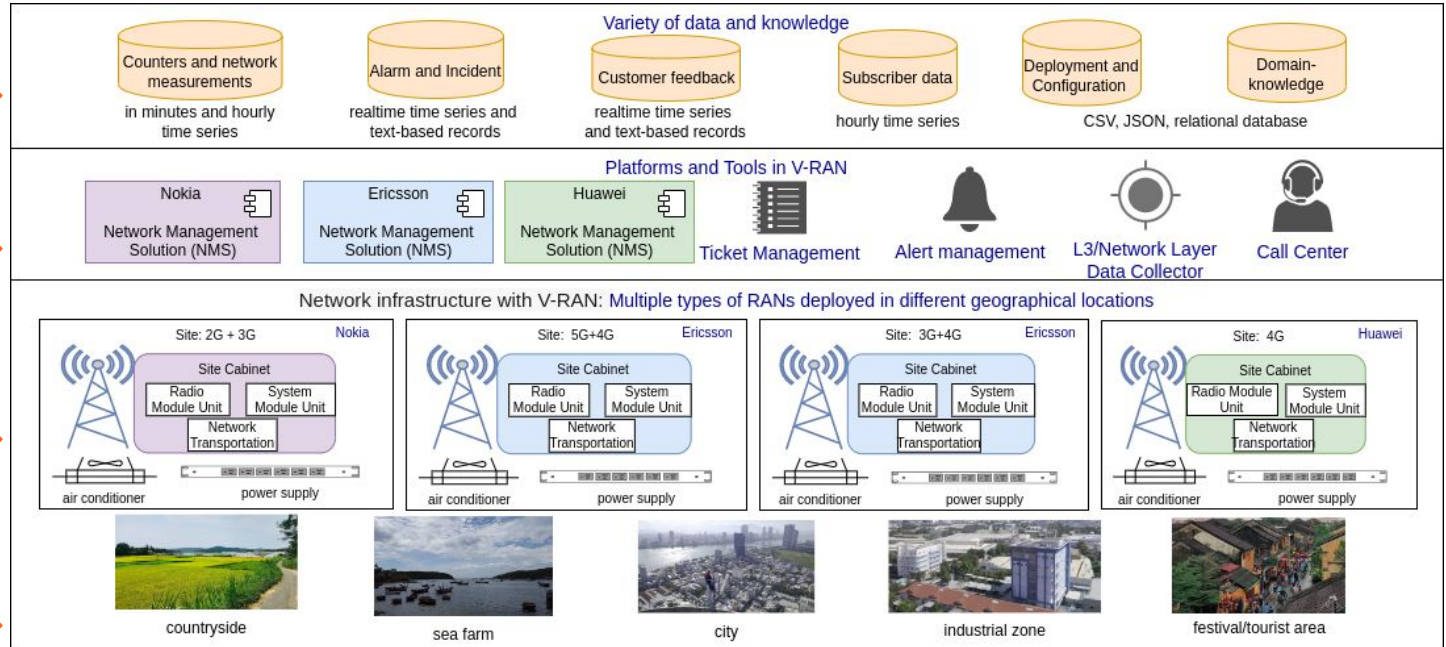 Variety of data and knowledge
Counters and network
measurements
Alarm and Incident
Customer feedback
Subscriber data
Deployment and
Configuration
Domain-
knowledge
in minutes and hourly
time series
realtime time series and
text-based records
realtime time series
and text-based records
hourly time series
CSV, JSON, relational database
Platforms and Tools in V-RAN
Nokia
Network Management
Solution (NMS)
Ericsson
Network Management
Solution (NMS)
Huawei
Network Management
Solution (NMS)
Ticket Management
Alert management
L3/Network Layer
Data Collector
Call Center
Network infrastructure with V-RAN: Multiple types of RANs deployed in different geographical locations
Site: 2G + 3G
Nokia
Site Cabinet
Radio
Module Unit
System
Module Unit
Network
Transportation
air conditioner
power supply
Site: 5G+4G
Ericsson
Site Cabinet
Radio
Module Unit
System
Module Unit
Network
Transportation
air conditioner
power supply
Site: 3G+4G
Ericsson
Site Cabinet
Radio
Module Unit
System
Module Unit
Network
Transportation
air conditioner
power supply
Site: 4G
Huawei
Site Cabinet
Radio Module
Unit
System
Module Unit
Network
Transportation
air conditioner
power supply
countryside
sea farm
city
industrial zone
festival/tourist area